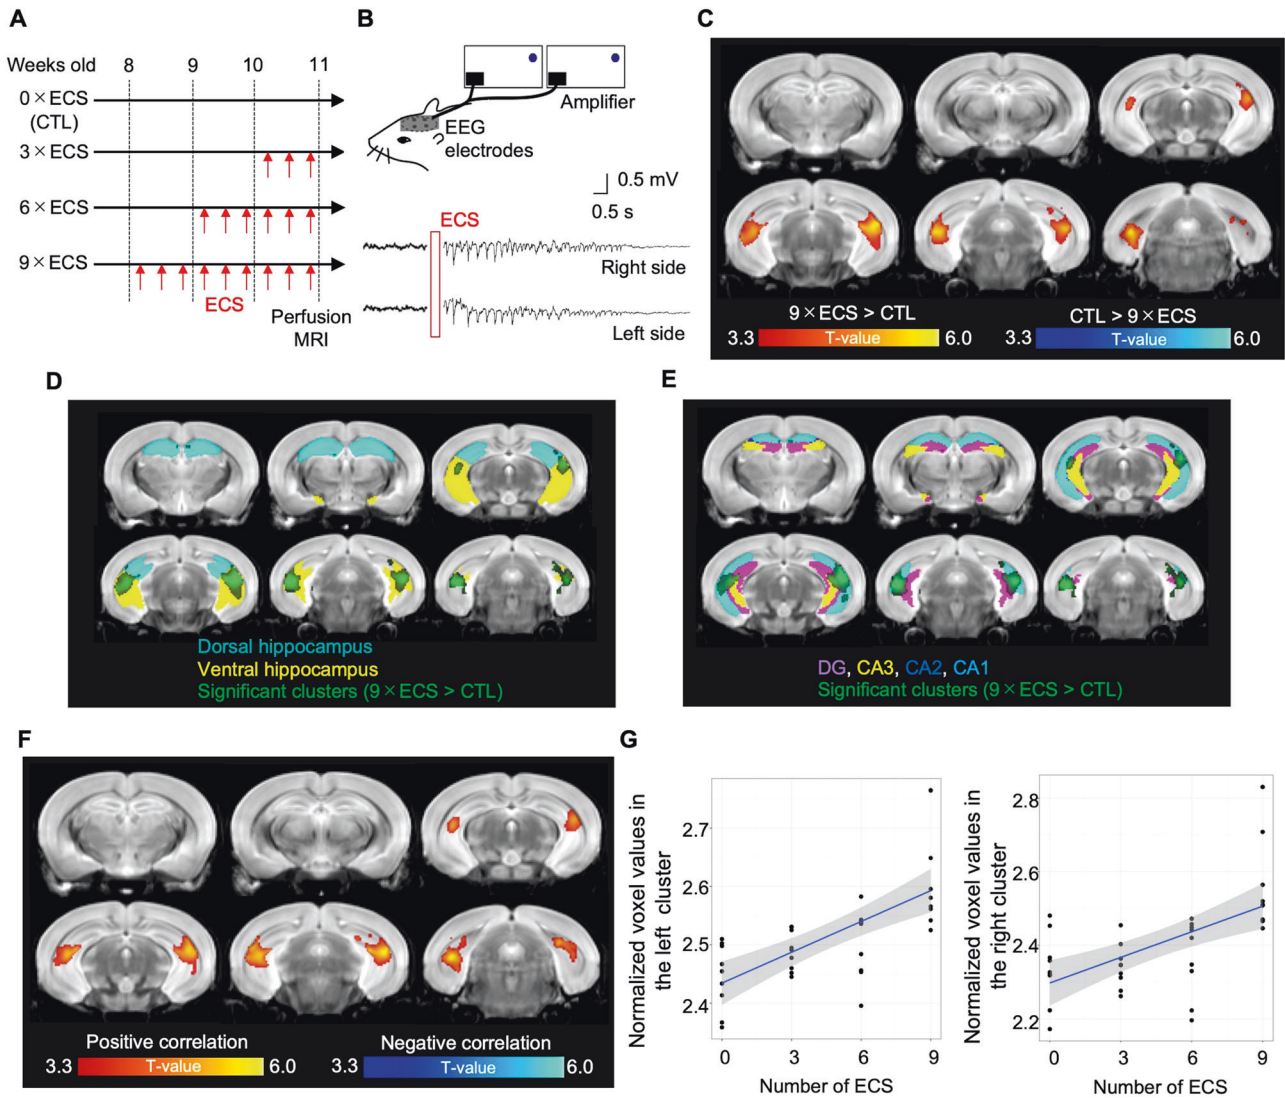 A
Weeks old 8 9 10 11
0×ECS
(CTL)
3×ECS
6×ECS
9×ECS
ECS
Perfusion
MRI
B
Amplifier
EEG
electrodes
0.5 mV
0.5 s
ECS
Right side
Left side
C
9×ECS > CTL
3.3 T-value 6.0
CTL > 9×ECS
3.3 T-value 6.0
D
Dorsal hippocampus
Ventral hippocampus
Significant clusters (9×ECS > CTL)
E
DG, CA3, CA2, CA1
Significant clusters (9×ECS > CTL)
F
Positive correlation
3.3 T-value 6.0
Negative correlation
3.3 T-value 6.0
G
Normalized voxel values in
the left cluster
2.7
2.6
2.5
2.4
0 3 6 9
Number of ECS
Normalized voxel values in
the right cluster
2.8
2.6
2.4
2.2
0 3 6 9
Number of ECS